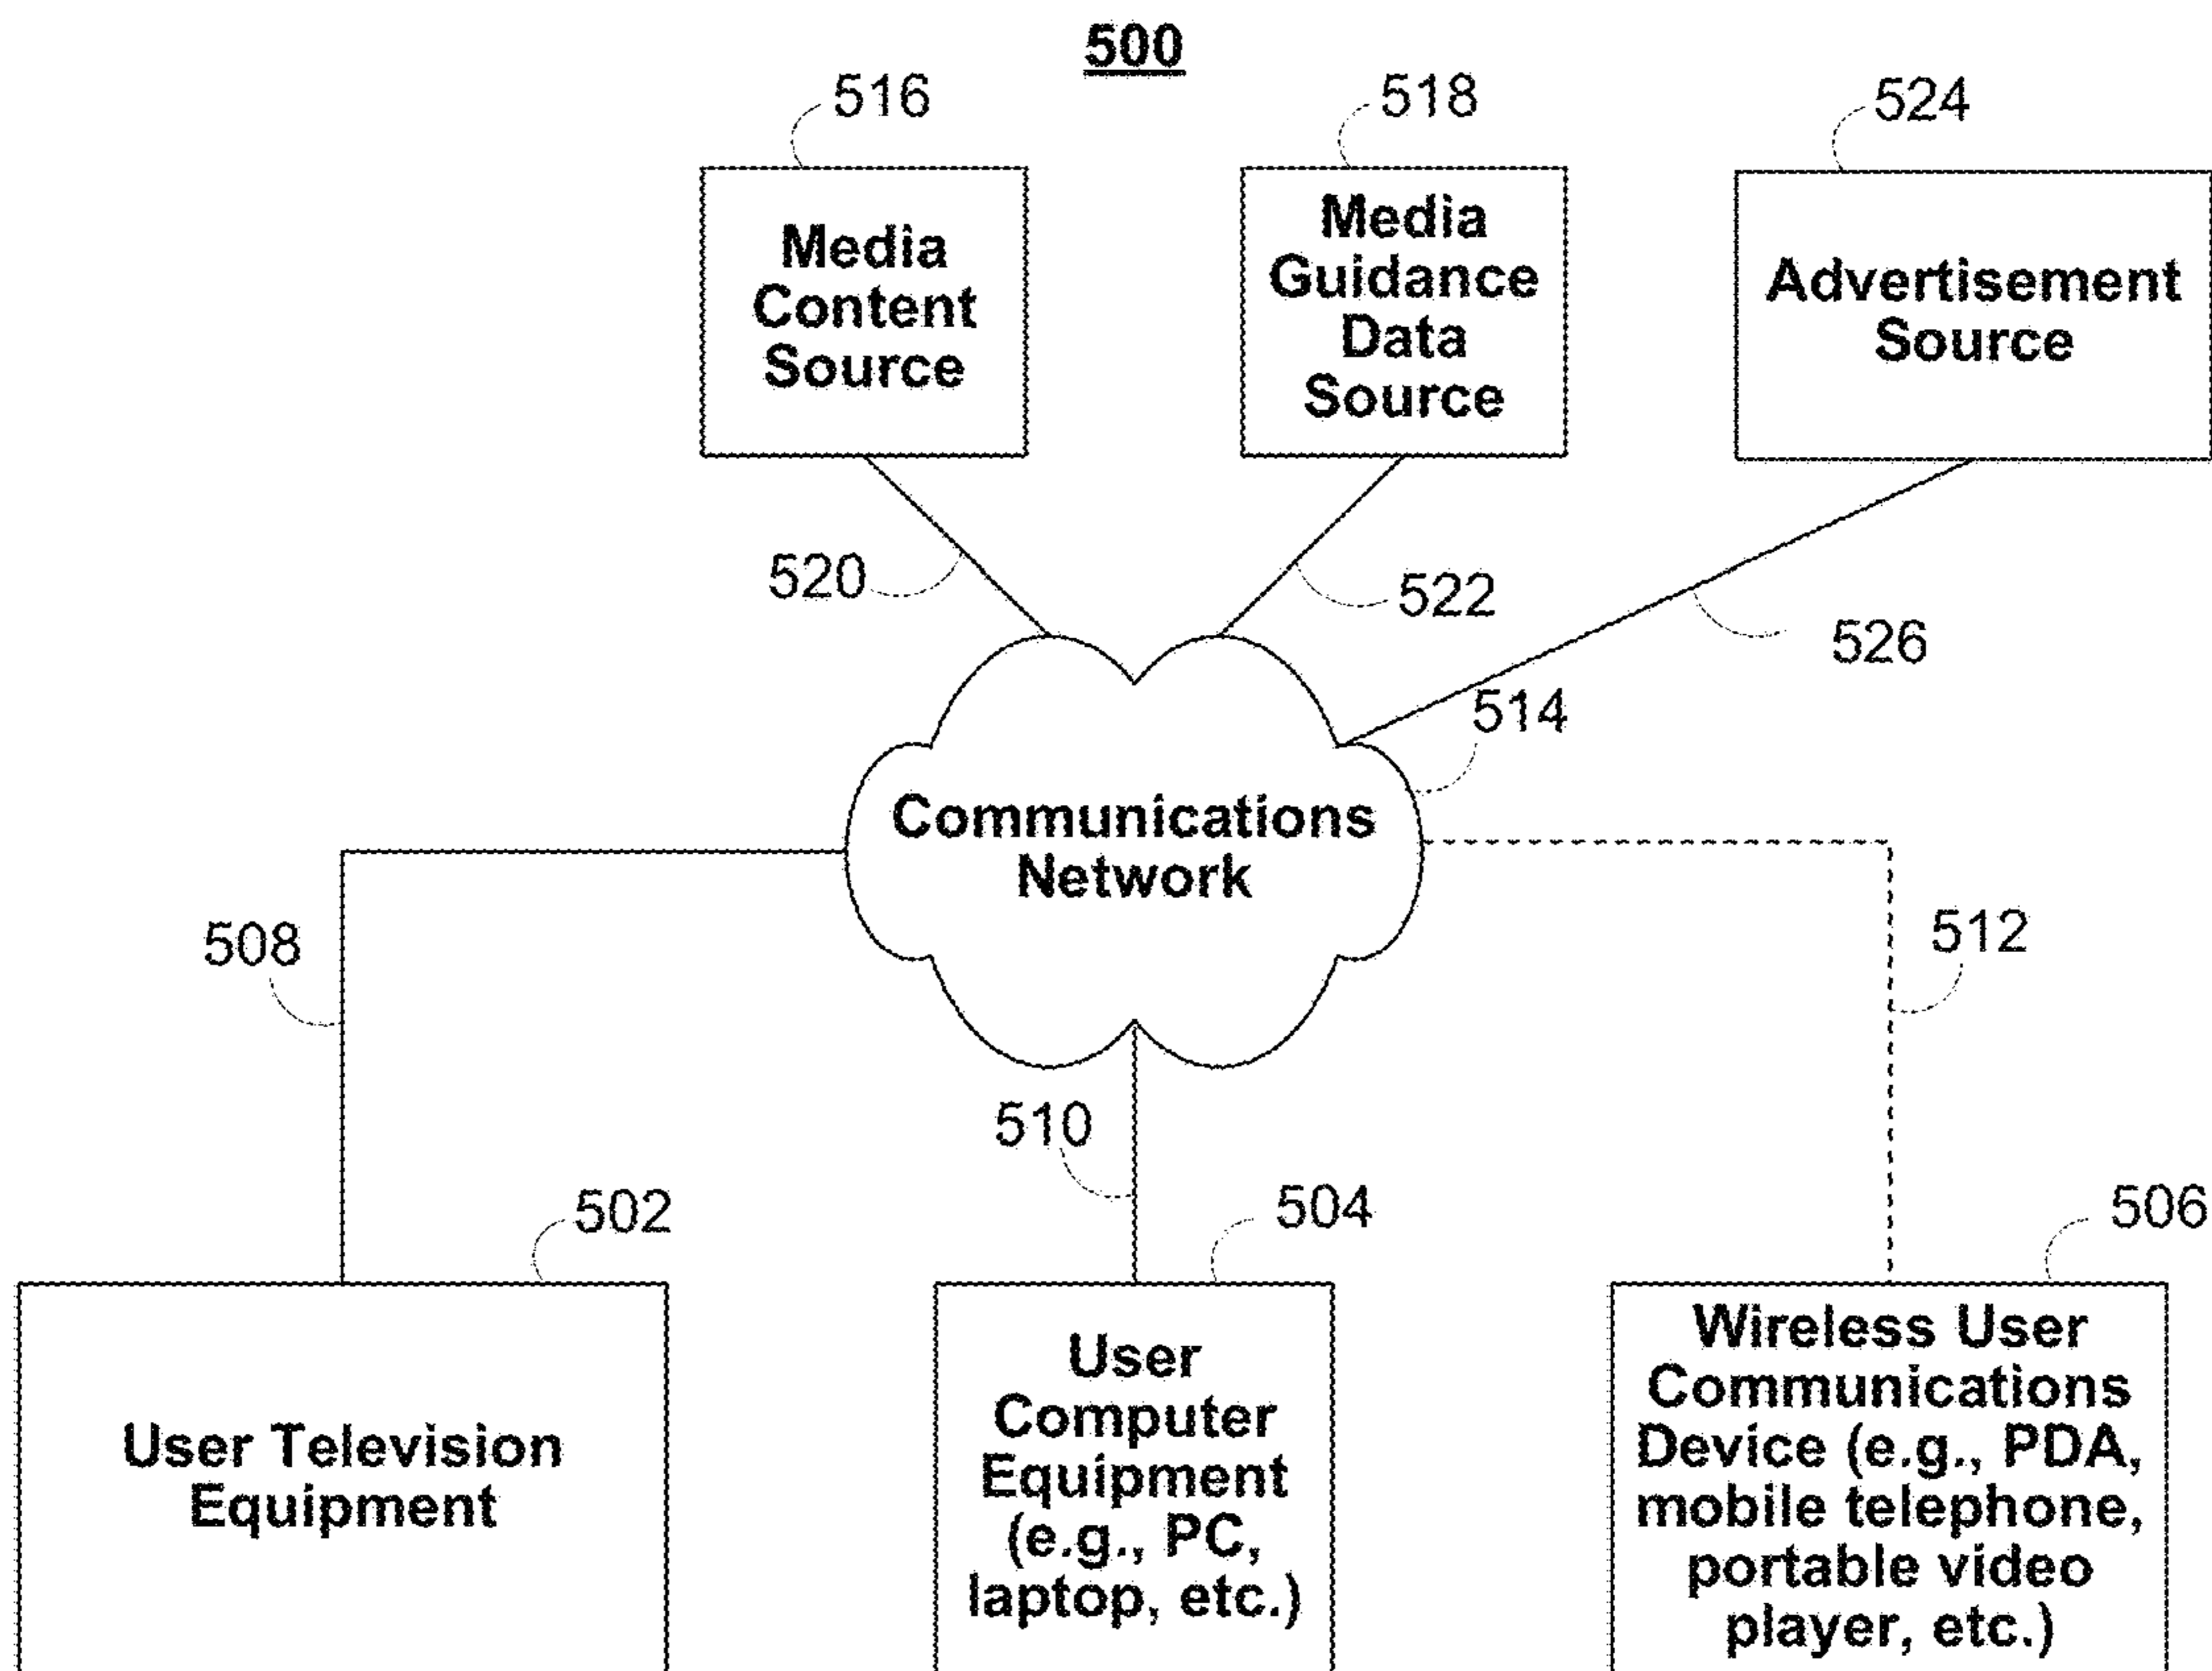 500
516
518
524
Media
Content
Source
Media
Guidance
Data
Source
Advertisement
Source
520
522
526
514
Communications
Network
508
512
510
502
504
506
User Television
Equipment
User
Computer
Equipment
(e.g., PC,
laptop, etc.)
Wireless User
Communications
Device (e.g., PDA,
mobile telephone,
portable video
player, etc.)